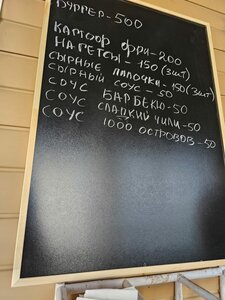 БУРГЕР-500
КАРТОФ ФРИ-200
НАГЕТСЫ - 150 (3шт)
СЫРНЫЕ ПАЛОЧКИ-150(3шт)
СЫРНЫЙ СОУС - 50
СОУС БАРБЕКЮ-50
СОУС СЛАДКИЙ ЧИЛИ-50
СОУС 1000 ОСТРОВОВ-50